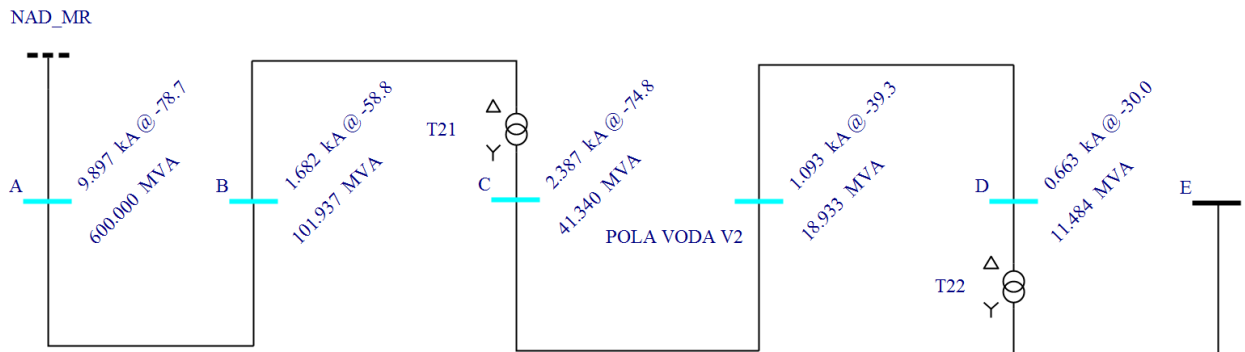 NAD_MR
A
9.897 kA @ -78.7
600.000 MVA
B
1.682 kA @ -58.8
101.937 MVA
T21
C
2.387 kA @ -74.8
41.340 MVA
POLA VODA V2
1.093 kA @ -39.3
18.933 MVA
D
0.663 kA @ -30.0
11.484 MVA
T22
E